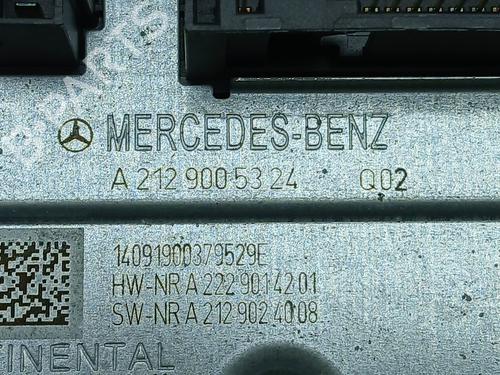 MERCEDES-BENZ
A 212 900 53 24 Q02
14091900379529E
HW-NR A 222 901 42 01
SW-NR A 212 902 40 08
TINENTAL